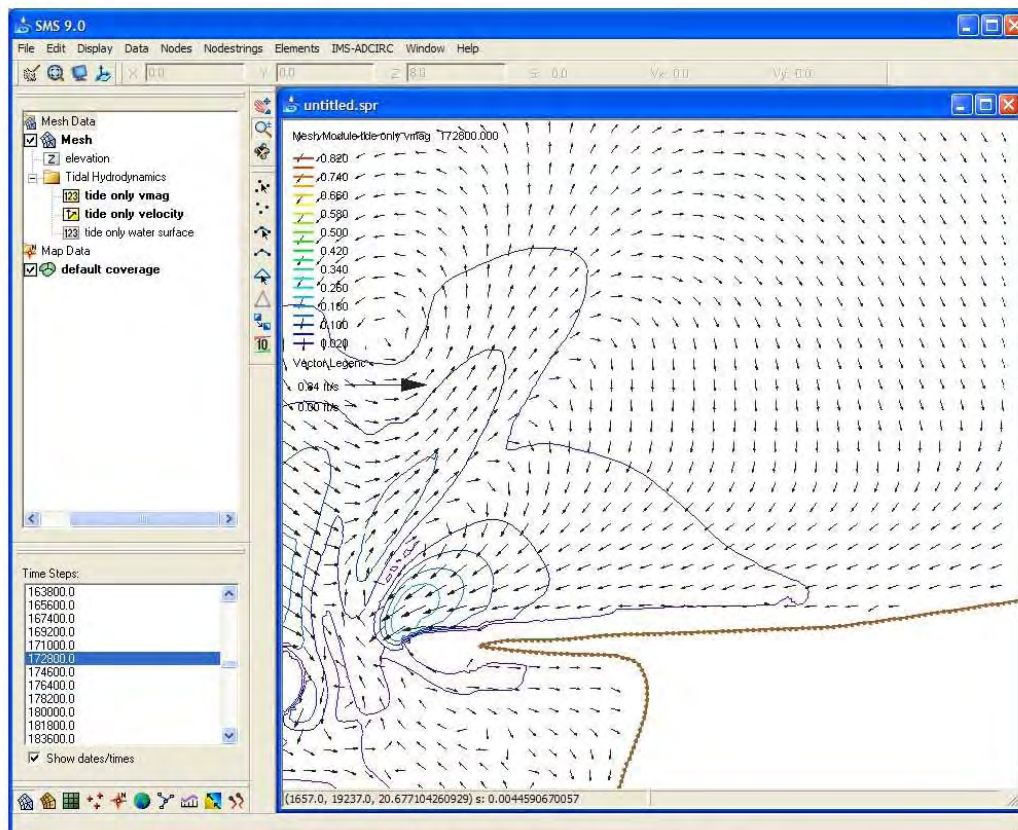 SMS 9.0
File Edit Display Data Nodes Nodestrings Elements IMS-ADCIRC Window Help
X 0.0 Y 0.0 Z 8.0 s: 0.0 Vx: 0.0 Vy: 0.0
Mesh Data
Mesh
Z elevation
Tidal Hydrodynamics
123 tide only vmag
tide only velocity
123 tide only water surface
Map Data
default coverage
10
Time Steps:
163800.0
165600.0
167400.0
169200.0
171000.0
172800.0
174600.0
176400.0
178200.0
180000.0
181800.0
183600.0
Show dates/times
untitled.spr
Mesh Module tide only vmag 172800.000
0.820
0.740
0.660
0.580
0.500
0.420
0.340
0.260
0.180
0.100
0.020
Vector Legend
0.84 ft/s
0.00 ft/s
(1657.0, 19237.0, 20.677104260929) s: 0.0044590670057